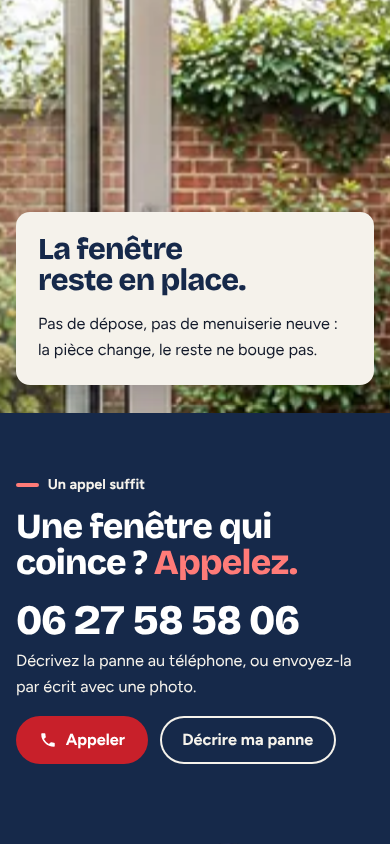 La fenêtre
reste en place.
Pas de dépose, pas de menuiserie neuve :
la pièce change, le reste ne bouge pas.
Un appel suffit
Une fenêtre qui
coince ? Appelez.
06 27 58 58 06
Décrivez la panne au téléphone, ou envoyez-la
par écrit avec une photo.
Appeler
Décrire ma panne